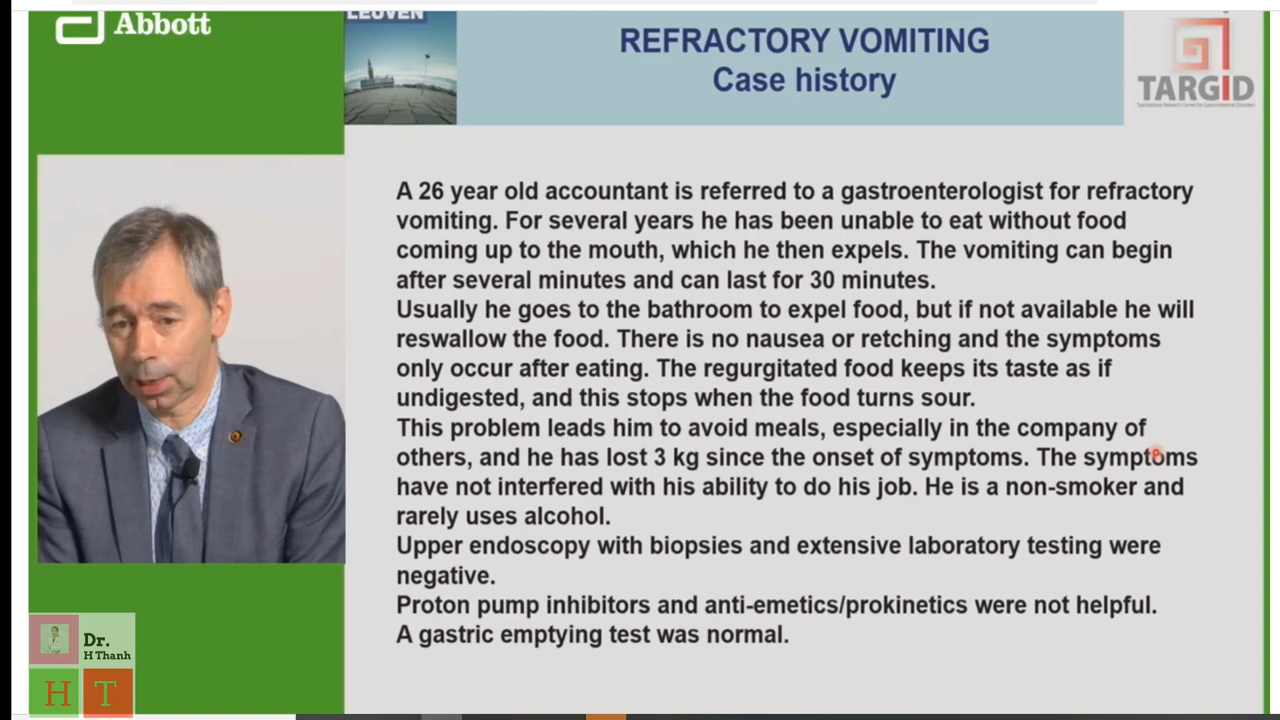 Abbott
LEUVEN
REFRACTORY VOMITING
Case history
TARGID
A 26 year old accountant is referred to a gastroenterologist for refractory
vomiting. For several years he has been unable to eat without food
coming up to the mouth, which he then expels. The vomiting can begin
after several minutes and can last for 30 minutes.
Usually he goes to the bathroom to expel food, but if not available he will
reswallow the food. There is no nausea or retching and the symptoms
only occur after eating. The regurgitated food keeps its taste as if
undigested, and this stops when the food turns sour.
This problem leads him to avoid meals, especially in the company of
others, and he has lost 3 kg since the onset of symptoms. The symptoms
have not interfered with his ability to do his job. He is a non-smoker and
rarely uses alcohol.
Upper endoscopy with biopsies and extensive laboratory testing were
negative.
Proton pump inhibitors and anti-emetics/prokinetics were not helpful.
A gastric emptying test was normal.
Dr.
H Thanh
H T